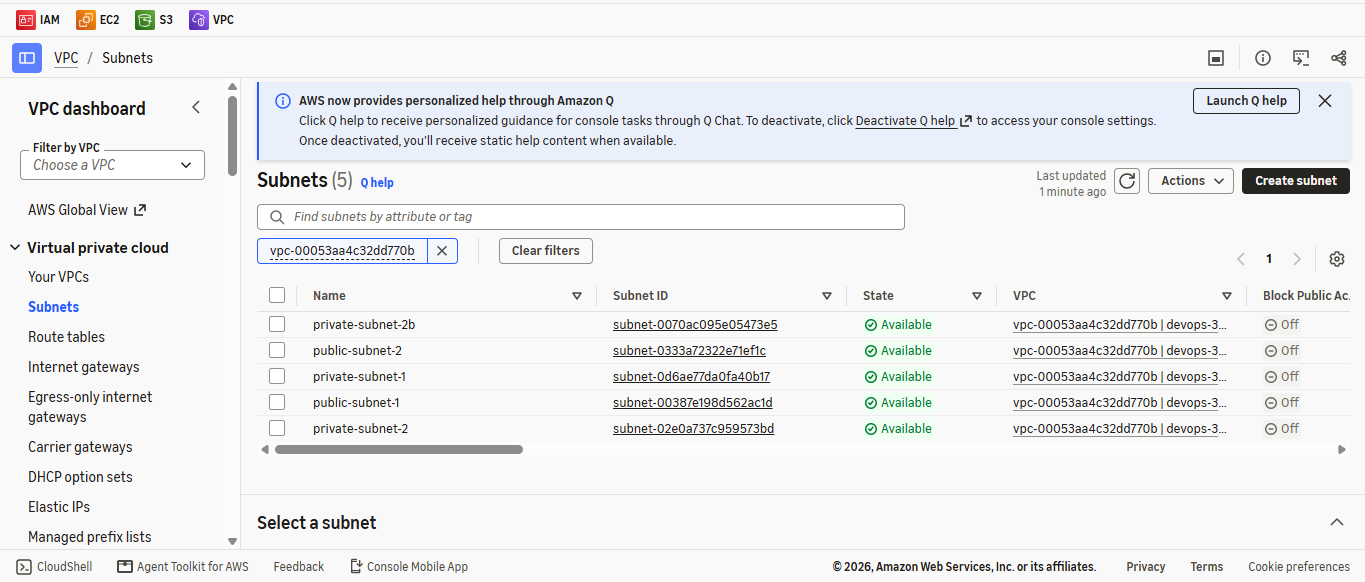 IAM EC2 S3 VPC
VPC / Subnets
VPC dashboard
Filter by VPC
Choose a VPC
AWS Global View
Virtual private cloud
Your VPCs
Subnets
Route tables
Internet gateways
Egress-only internet
gateways
Carrier gateways
DHCP option sets
Elastic IPs
Managed prefix lists
AWS now provides personalized help through Amazon Q
Click Q help to receive personalized guidance for console tasks through Q Chat. To deactivate, click Deactivate Q help to access your console settings.
Once deactivated, you'll receive static help content when available.
Launch Q help
Subnets (5) Q help
Last updated
1 minute ago
Actions
Create subnet
Find subnets by attribute or tag
vpc-00053aa4c32dd770b
Clear filters
1
Name Subnet ID State VPC Block Public Ac.
private-subnet-2b subnet-0070ac095e05473e5 Available vpc-00053aa4c32dd770b | devops-3... Off
public-subnet-2 subnet-0333a72322e71ef1c Available vpc-00053aa4c32dd770b | devops-3... Off
private-subnet-1 subnet-0d6ae77da0fa40b17 Available vpc-00053aa4c32dd770b | devops-3... Off
public-subnet-1 subnet-00387e198d562ac1d Available vpc-00053aa4c32dd770b | devops-3... Off
private-subnet-2 subnet-02e0a737c959573bd Available vpc-00053aa4c32dd770b | devops-3... Off
Select a subnet
CloudShell Agent Toolkit for AWS Feedback Console Mobile App © 2026, Amazon Web Services, Inc. or its affiliates. Privacy Terms Cookie preferences